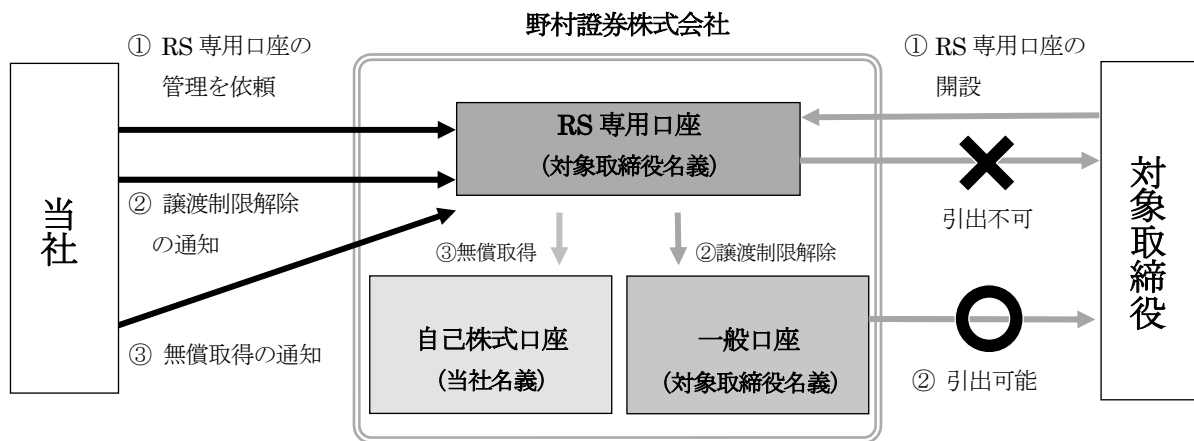 野村證券株式会社
① RS 専用口座の
管理を依頼
① RS 専用口座の
開設
RS 専用口座
(対象取締役名義)
当社
② 譲渡制限解除
の通知
引出不可
対象取締役
③無償取得
②譲渡制限解除
自己株式口座
(当社名義)
一般口座
(対象取締役名義)
③ 無償取得の通知
② 引出可能